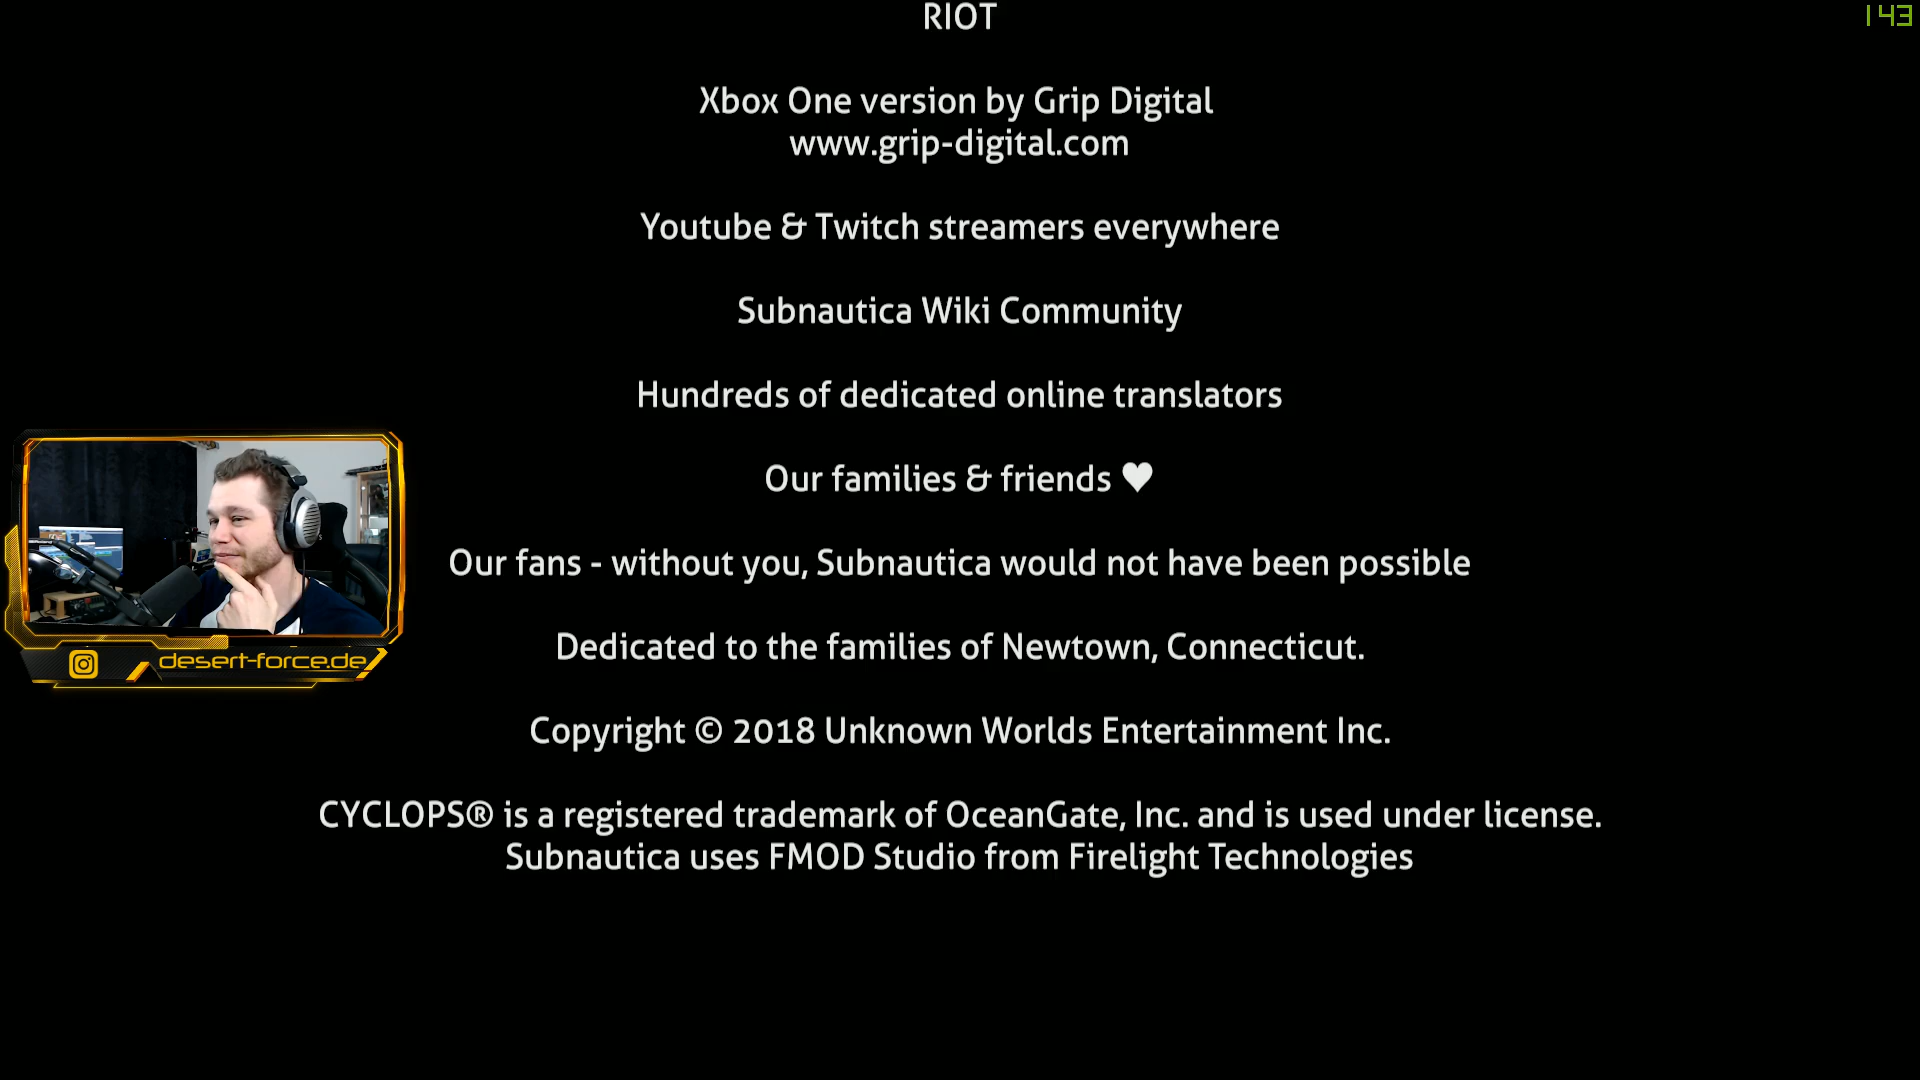 RIOT
143
Xbox One version by Grip Digital
www.grip-digital.com
Youtube & Twitch streamers everywhere
Subnautica Wiki Community
Hundreds of dedicated online translators
Our families & friends ♥
Our fans - without you, Subnautica would not have been possible
Dedicated to the families of Newtown, Connecticut.
desert-force.de
Copyright © 2018 Unknown Worlds Entertainment Inc.
CYCLOPS® is a registered trademark of OceanGate, Inc. and is used under license.
Subnautica uses FMOD Studio from Firelight Technologies